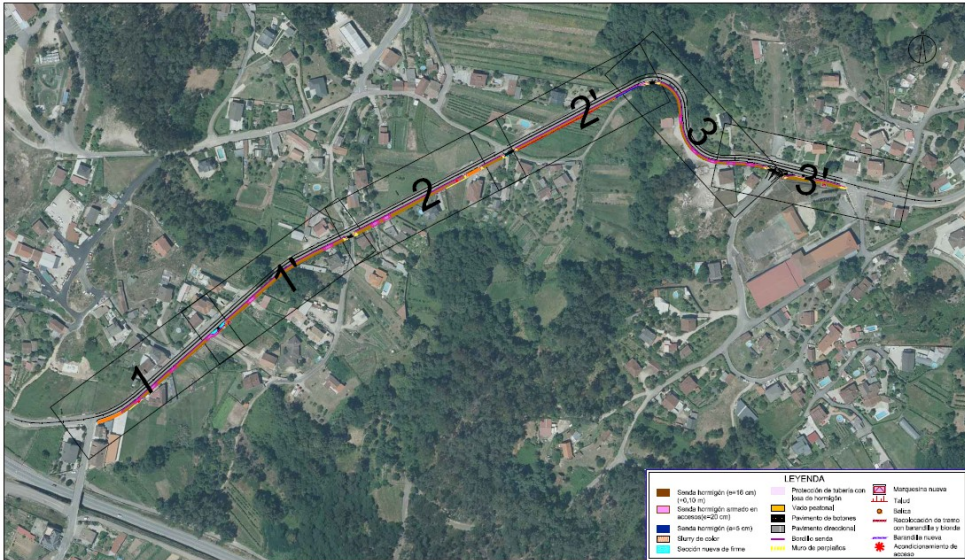 2'
3
2
3'
1'
1
LEYENDA
Senda hormigón (e=16 cm)
(+0,10 m)
Senda hormigón armado en
accesos(e=20 cm)
Senda hormigón (a=5 cm)
Slurry de color
Sección nueva de firme
Protección de tubería con
losa de hormigón
Vado peatonal
Pavimento de botones
Pavimento direccional
Bordillo senda
Muro de perpiaños
Marquesina nueva
Talud
Baliza
Recolocación de tramo
con barandilla y bionda
Barandilla nueva
Acondicionamiento de
acceso